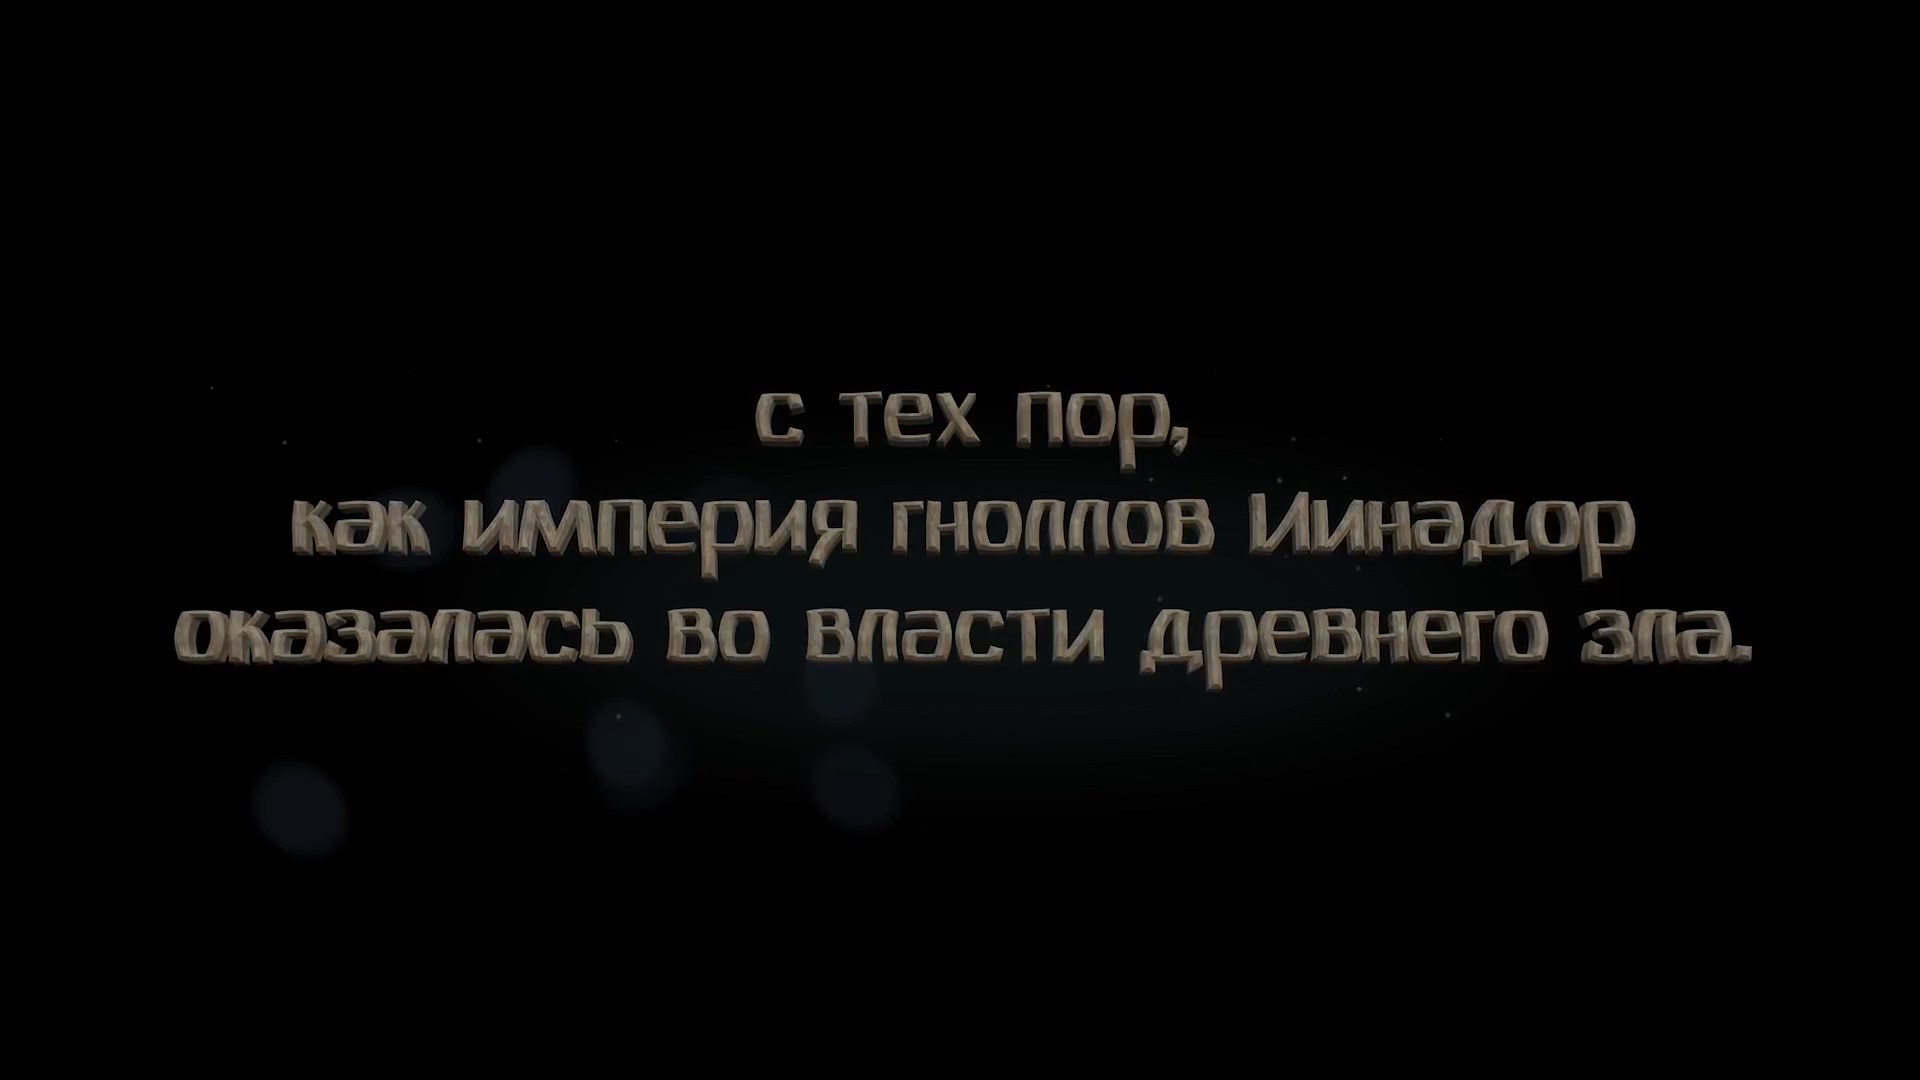 с тех пор,
как империя гноллов Иинадор
оказалась во власти древнего зла.